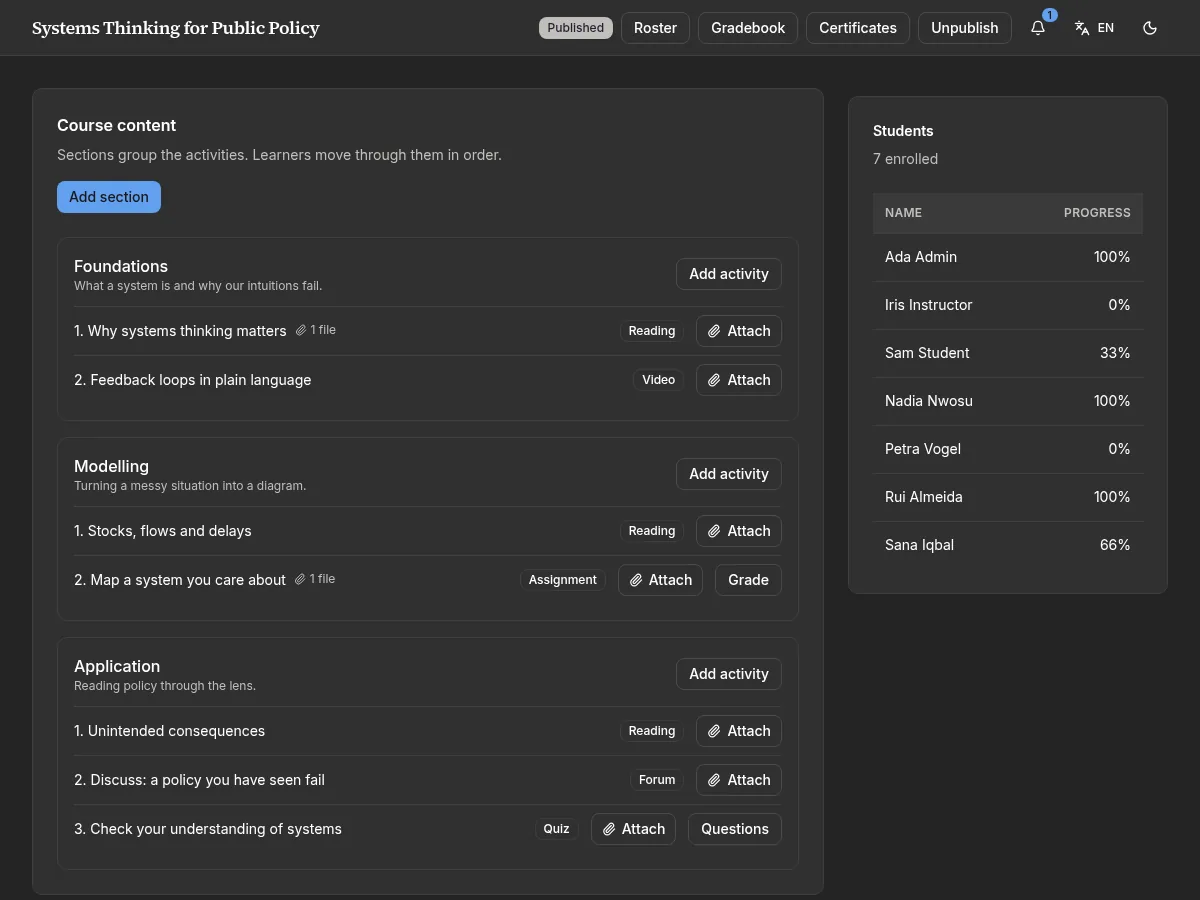 Systems Thinking for Public Policy
Published
Roster
Gradebook
Certificates
Unpublish
1
EN
Course content
Sections group the activities. Learners move through them in order.
Add section
Foundations
What a system is and why our intuitions fail.
Add activity
1. Why systems thinking matters 1 file
Reading
Attach
2. Feedback loops in plain language
Video
Attach
Modelling
Turning a messy situation into a diagram.
Add activity
1. Stocks, flows and delays
Reading
Attach
2. Map a system you care about 1 file
Assignment
Attach
Grade
Application
Reading policy through the lens.
Add activity
1. Unintended consequences
Reading
Attach
2. Discuss: a policy you have seen fail
Forum
Attach
3. Check your understanding of systems
Quiz
Attach
Questions
Students
7 enrolled
NAME PROGRESS
Ada Admin 100%
Iris Instructor 0%
Sam Student 33%
Nadia Nwosu 100%
Petra Vogel 0%
Rui Almeida 100%
Sana Iqbal 66%